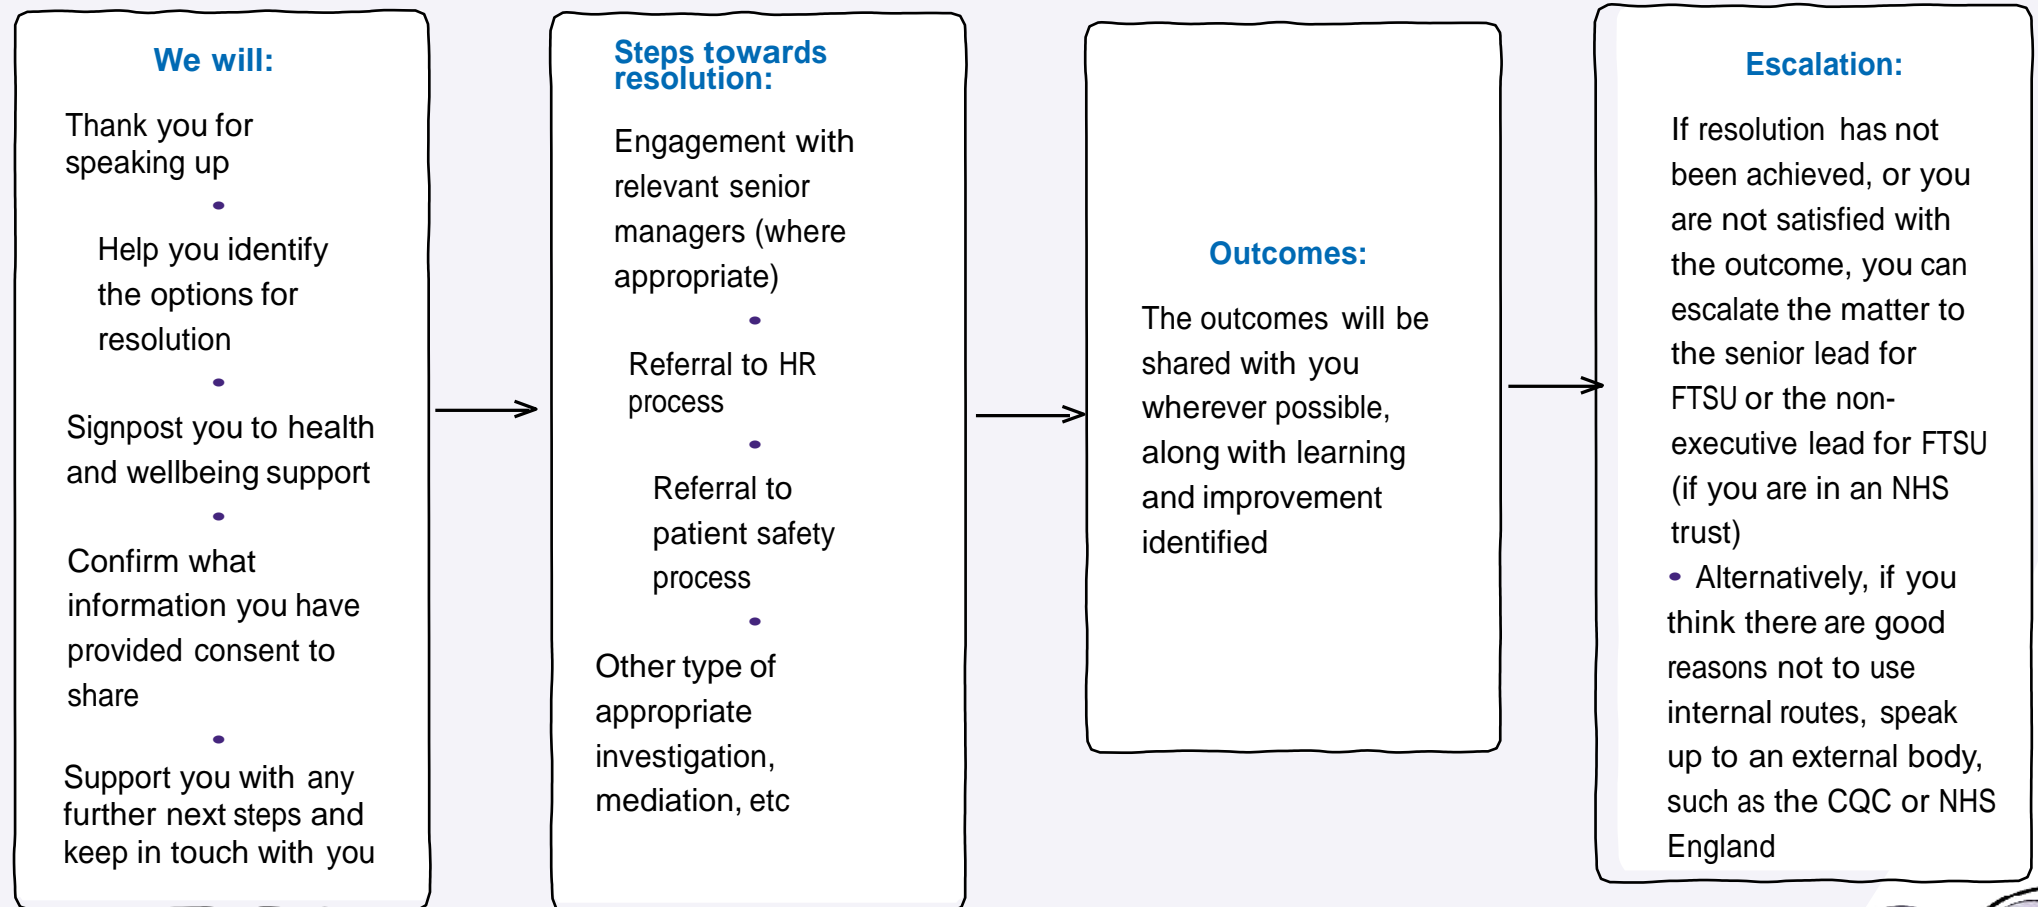 We will:
Thank you for
speaking up
•
Help you identify
the options for
resolution
•
Signpost you to health
and wellbeing support
•
Confirm what
information you have
provided consent to
share
•
Support you with any
further next steps and
keep in touch with you
Steps towards
resolution:
Engagement with
relevant senior
managers (where
appropriate)
•
Referral to HR
process
•
Referral to
patient safety
process
•
Other type of
appropriate
investigation,
mediation, etc
Outcomes:
The outcomes will be
shared with you
wherever possible,
along with learning
and improvement
identified
Escalation:
If resolution has not
been achieved, or you
are not satisfied with
the outcome, you can
escalate the matter to
the senior lead for
FTSU or the non-
executive lead for FTSU
(if you are in an NHS
trust)
• Alternatively, if you
think there are good
reasons not to use
internal routes, speak
up to an external body,
such as the CQC or NHS
England